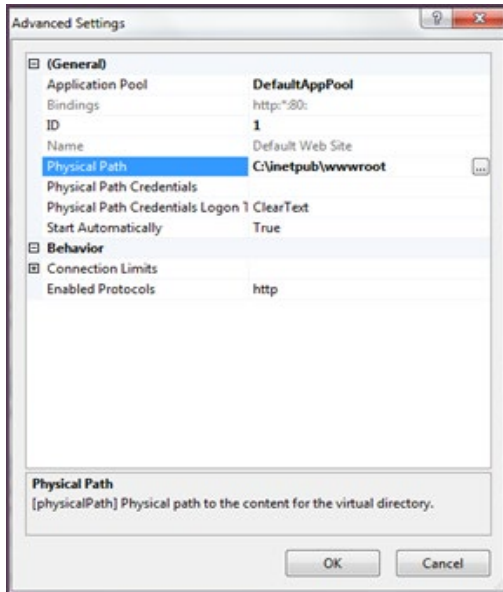 Advanced Settings
(General)
Application Pool DefaultAppPool
Bindings http:*:80:
ID 1
Name Default Web Site
Physical Path C:\inetpub\wwwroot ...
Physical Path Credentials
Physical Path Credentials Logon T ClearText
Start Automatically True
Behavior
Connection Limits
Enabled Protocols http
Physical Path
[physicalPath] Physical path to the content for the virtual directory.
OK Cancel